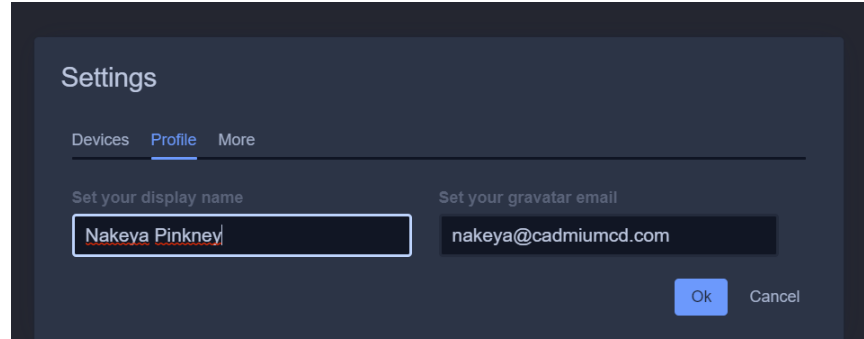 Settings
Devices Profile More
Set your display name Set your gravatar email
Nakeya Pinkney nakeya@cadmiumcd.com
Ok Cancel